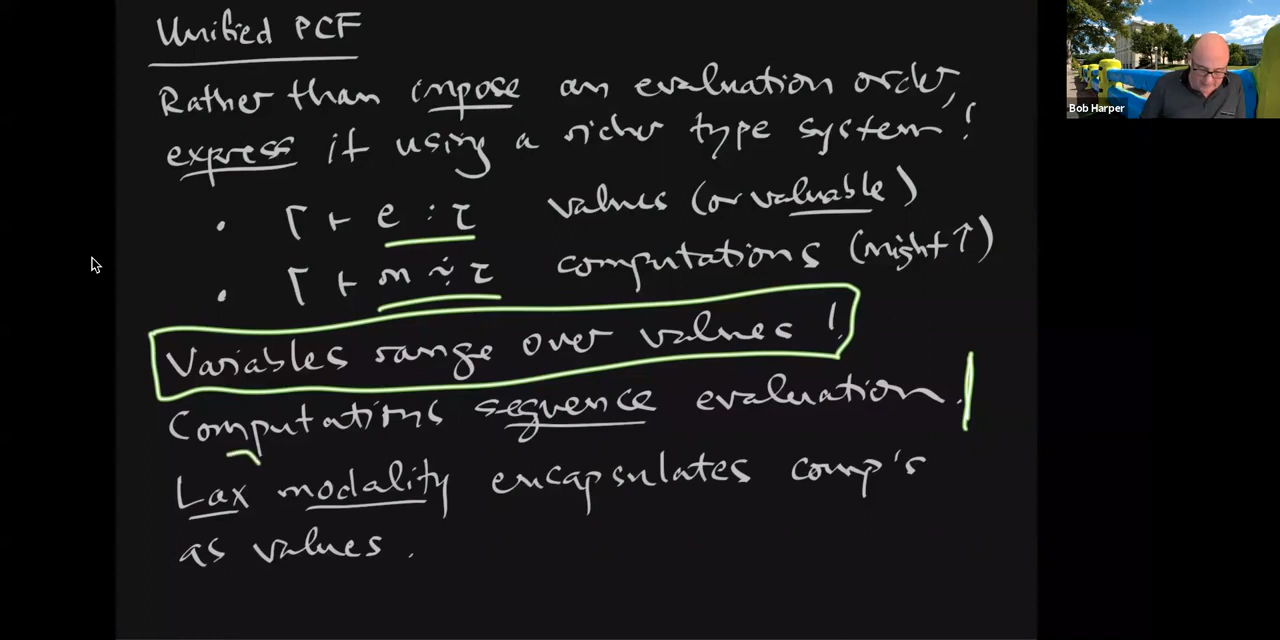 Unified PCF
Rather than impose an evaluation order,
express it using a richer type system!
• Γ ⊢ e : τ values (or valuable)
• Γ ⊢ m ∻ τ computations (might ↑)
Variables range over values!
Computations sequence evaluation.
Lax modality encapsulates comp's
as values.
Bob Harper